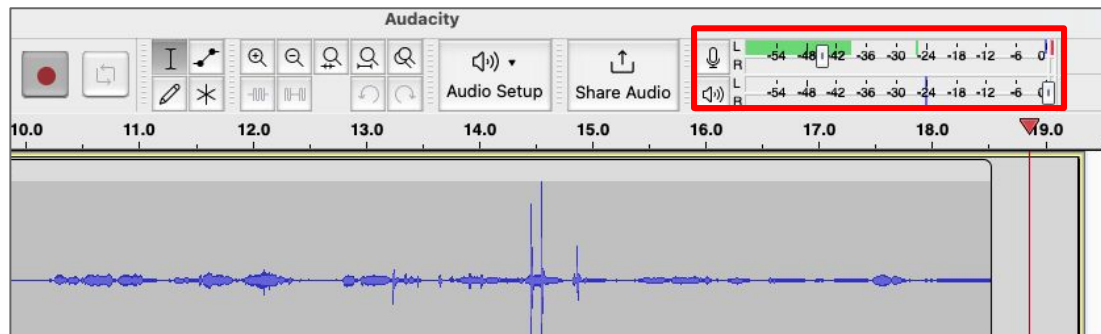 Audacity
L
R
-54 -48 -42 -36 -30 -24 -18 -12 -6 0
Audio Setup
Share Audio
L
R
-54 -48 -42 -36 -30 -24 -18 -12 -6
10.0 11.0 12.0 13.0 14.0 15.0 16.0 17.0 18.0 19.0